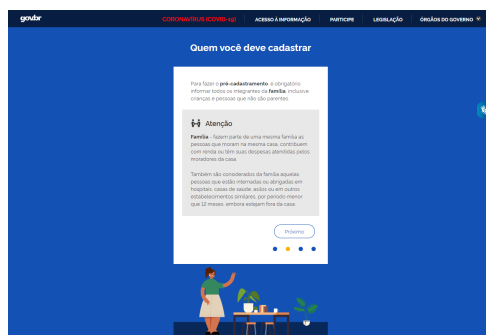 gov.br CORONAVÍRUS (COVID-19) ACESSO À INFORMAÇÃO PARTICIPE LEGISLAÇÃO ÓRGÃOS DO GOVERNO
Quem você deve cadastrar
Para fazer o pré-cadastramento, é obrigatório
informar todos os integrantes da família, inclusive
crianças e pessoas que não são parentes.
Atenção
Família - fazem parte de uma mesma família as
pessoas que moram na mesma casa, contribuem
com renda ou têm suas despesas atendidas pelos
moradores da casa.
Também são considerados da família aquelas
pessoas que estão internadas ou abrigadas em
hospitais, casas de saúde, asilos ou em outros
estabelecimentos similares, por período menor
que 12 meses, embora estejam fora da casa.
Próximo